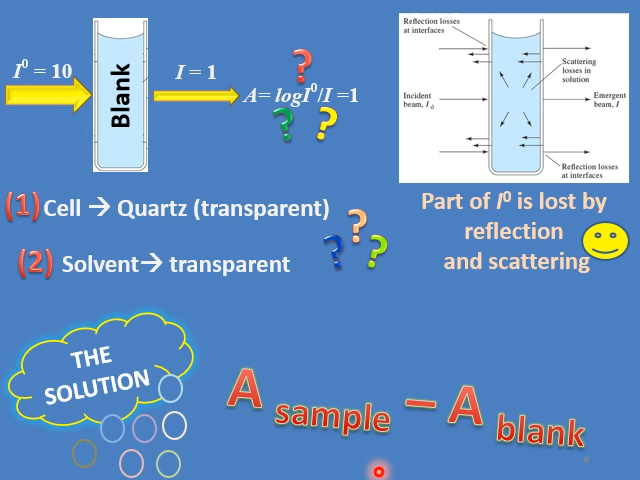 I⁰ = 10
Blank
I = 1
?
A= logI⁰/I =1
? ?
Reflection losses
at interfaces
Scattering
losses in
solution
Incident
beam, I₀
Emergent
beam, I
Reflection losses
at interfaces
(1) Cell → Quartz (transparent)
(2) Solvent→ transparent
? ? ?
Part of I⁰ is lost by
reflection
and scattering
THE
SOLUTION
A sample – A blank